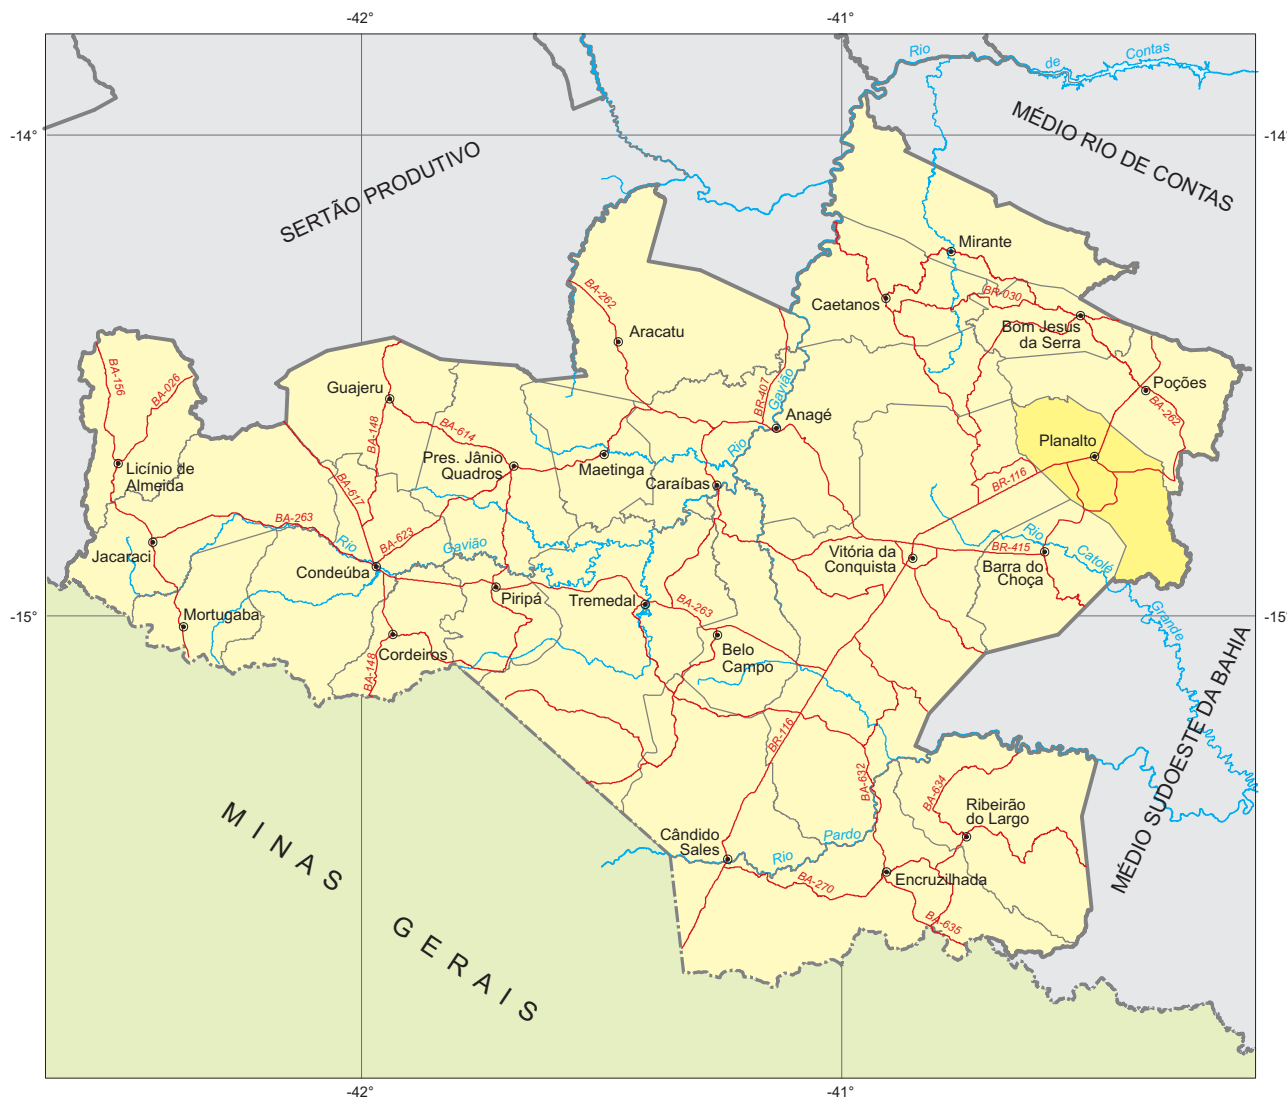 -42°
-41°
Rio
de
Contas
-14°
-14°
MÉDIO RIO DE CONTAS
SERTÃO PRODUTIVO
Mirante
BA-262
BR-030
Caetanos
Bom Jesus
da Serra
Aracatu
BA-156
BA-026
Guajeru
BR-407
Gavião
Poções
BA-262
Anagé
BA-148
BA-614
Planalto
Rio
Pres. Jânio
Quadros
Licínio de
Almeida
Maetinga
Caraíbas
BR-116
BA-617
BA-263
Rio
BA-623
Gavião
Rio
Catolé
Jacaraci
Condeúba
Vitória da
Conquista
BR-415
Barra do
Choça
Piripá
Tremedal
BA-263
Grande
Mortugaba
-15°
-15°
Cordeiros
BA-148
Belo
Campo
BR-116
BA-632
BA-634
MÉDIO SUDOESTE DA BAHIA
Ribeirão
do Largo
Cândido
Sales
Rio
Pardo
BA-270
Encruzilhada
BA-635
MINAS GERAIS
-42°
-41°